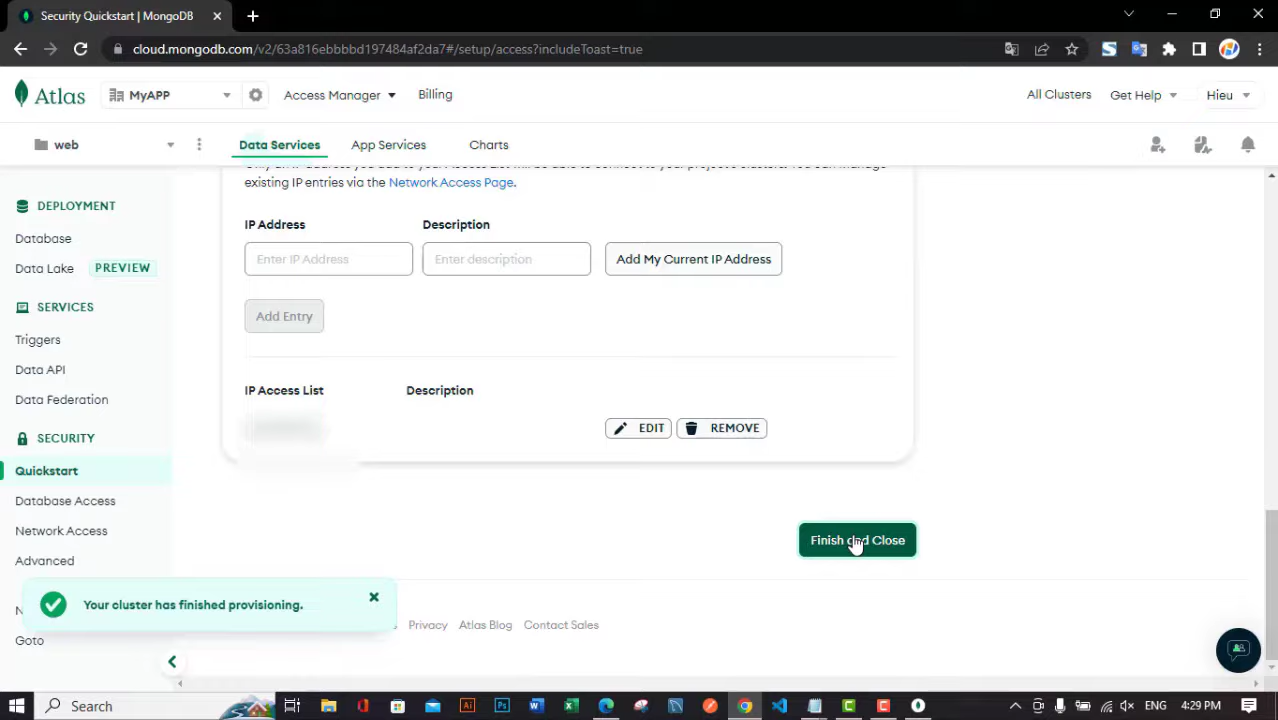 Security Quickstart | MongoDB
cloud.mongodb.com/v2/63a816ebbbbd197484af2da7#/setup/access?includeToast=true
Atlas
MyAPP
Access Manager
Billing
All Clusters
Get Help
Hieu
web
Data Services
App Services
Charts
existing IP entries via the Network Access Page.
DEPLOYMENT
Database
Data Lake
PREVIEW
SERVICES
Triggers
Data API
Data Federation
SECURITY
Quickstart
Database Access
Network Access
Advanced
Goto
IP Address
Description
Enter IP Address
Enter description
Add My Current IP Address
Add Entry
IP Access List
Description
EDIT
REMOVE
Finish and Close
Your cluster has finished provisioning.
Privacy
Atlas Blog
Contact Sales
Search
4:29 PM